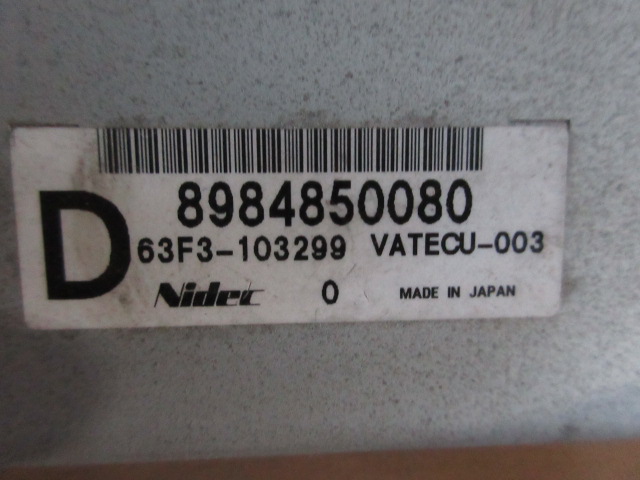 D
8984850080
63F3-103299 VATECU-003
Nidec 0 MADE IN JAPAN